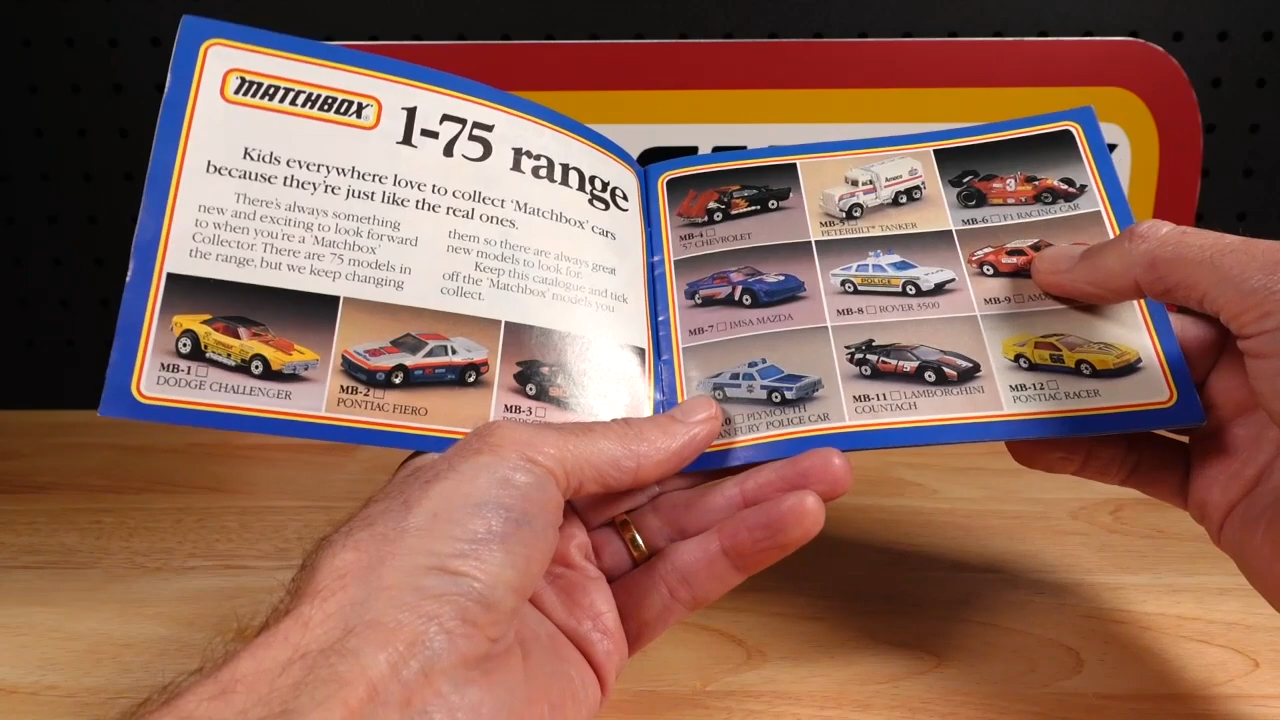 MATCHBOX
1-75 range
Kids everywhere love to collect 'Matchbox' cars
because they're just like the real ones.
There's always something
new and exciting to look forward
to when you're a 'Matchbox'
Collector. There are 75 models in
the range, but we keep changing
them so there are always great
new models to look for.
Keep this catalogue and tick
off the 'Matchbox' models you
collect.
MB-1
DODGE CHALLENGER
MB-2
PONTIAC FIERO
MB-3
MB-4
'57 CHEVROLET
Amoco
MB-5
PETERBILT TANKER
3
MB-6
F1 RACING CAR
MB-7 IMSA MAZDA
POLICE
MB-8 ROVER 3500
MB-9
PLYMOUTH
FURY' POLICE CAR
5
MB-11 LAMBORGHINI
COUNTACH
MB-12
PONTIAC RACER